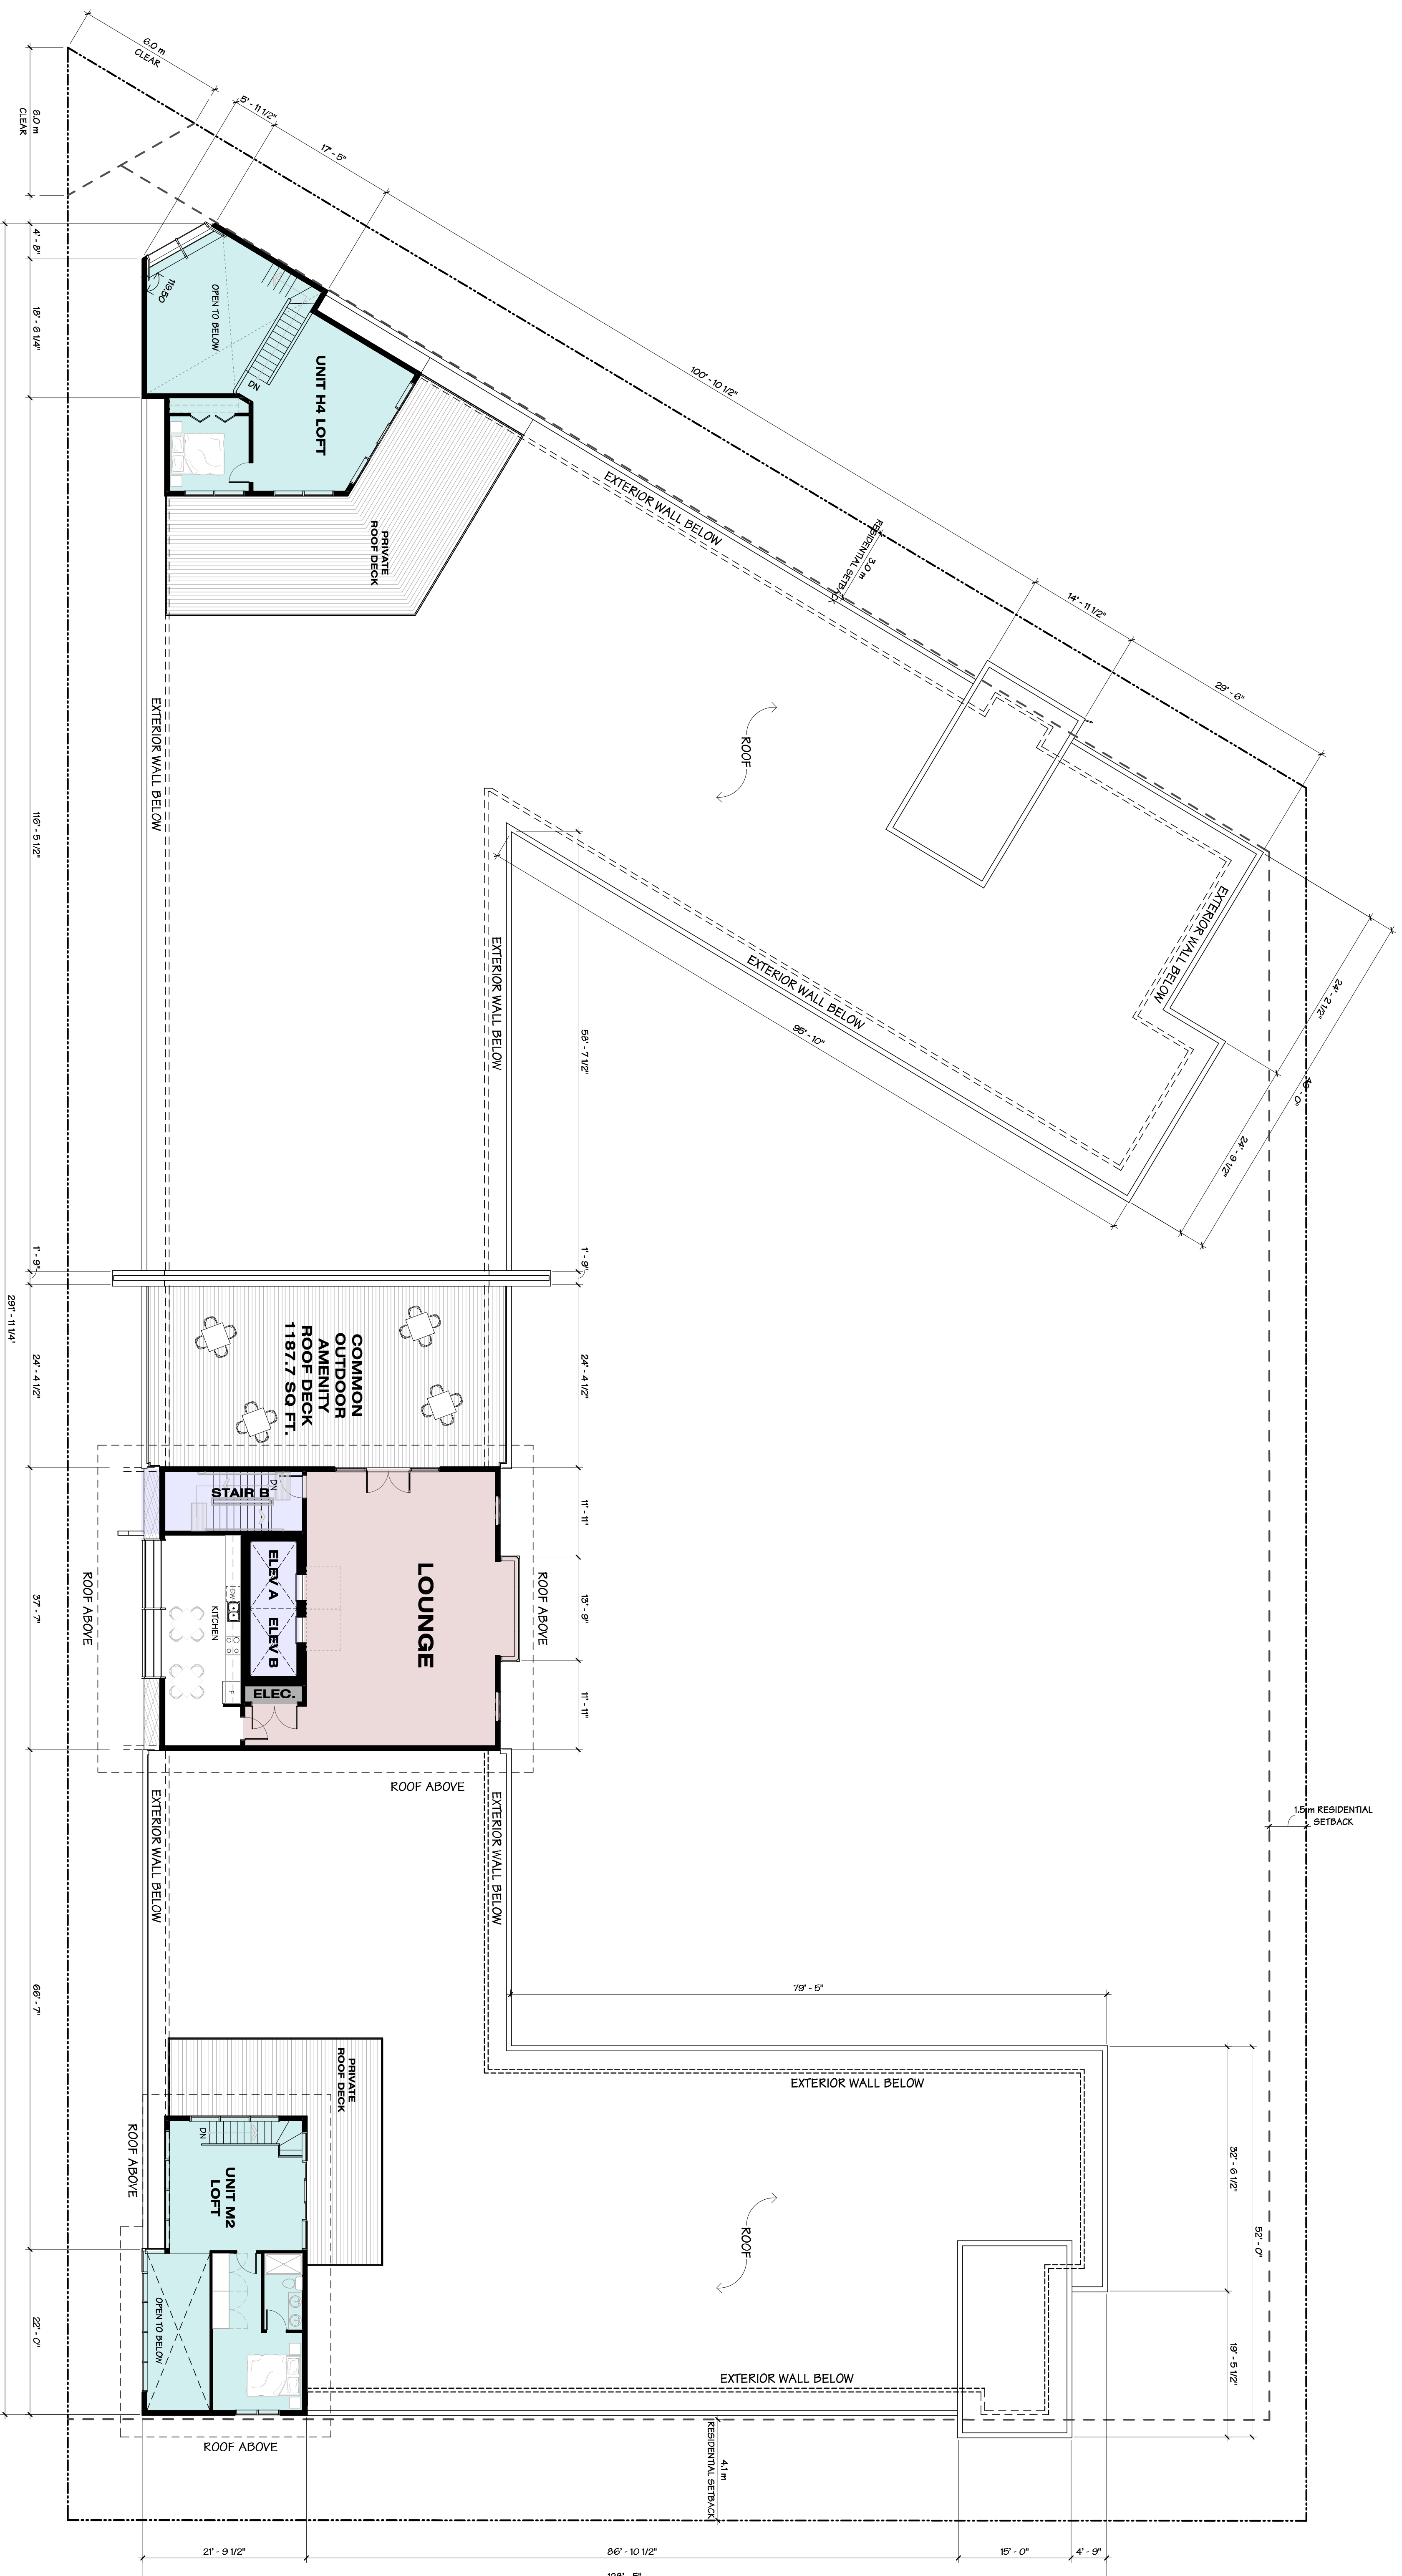 6.0 m
CLEAR
6.0 m
CLEAR
5' - 11 1/2"
17' - 5"
4' - 8"
119.50
OPEN TO BELOW
18' - 6 1/4"
DN
UNIT H4 LOFT
100' - 10 1/2"
EXTERIOR WALL BELOW
RESIDENTIAL SETBACK
3.0 m
PRIVATE
ROOF DECK
14' - 11 1/2"
29' - 6"
EXTERIOR WALL BELOW
ROOF
116' - 5 1/2"
EXTERIOR WALL BELOW
EXTERIOR WALL BELOW
EXTERIOR WALL BELOW
95' - 10"
24' - 2 1/2"
49' - 0"
24' - 9 1/2"
58' - 7 1/2"
1' - 9"
1' - 9"
291' - 11 1/4"
24' - 4 1/2"
COMMON
OUTDOOR
AMENITY
ROOF DECK
1187.7 SQ FT.
24' - 4 1/2"
STAIR B
DN
11' - 11"
ELEV A
ELEV B
LOUNGE
KITCHEN
DW
F
ELEC.
ROOF ABOVE
ROOF ABOVE
13' - 9"
37' - 7"
11' - 11"
ROOF ABOVE
EXTERIOR WALL BELOW
EXTERIOR WALL BELOW
1.5 m RESIDENTIAL
SETBACK
66' - 7"
79' - 5"
PRIVATE
ROOF DECK
EXTERIOR WALL BELOW
DN
ROOF ABOVE
UNIT M2
LOFT
ROOF
32' - 6 1/2"
52' - 0"
OPEN TO BELOW
22' - 0"
19' - 5 1/2"
EXTERIOR WALL BELOW
ROOF ABOVE
RESIDENTIAL SETBACK
4.1 m
21' - 9 1/2"
86' - 10 1/2"
15' - 0"
4' - 9"
128' - 5"